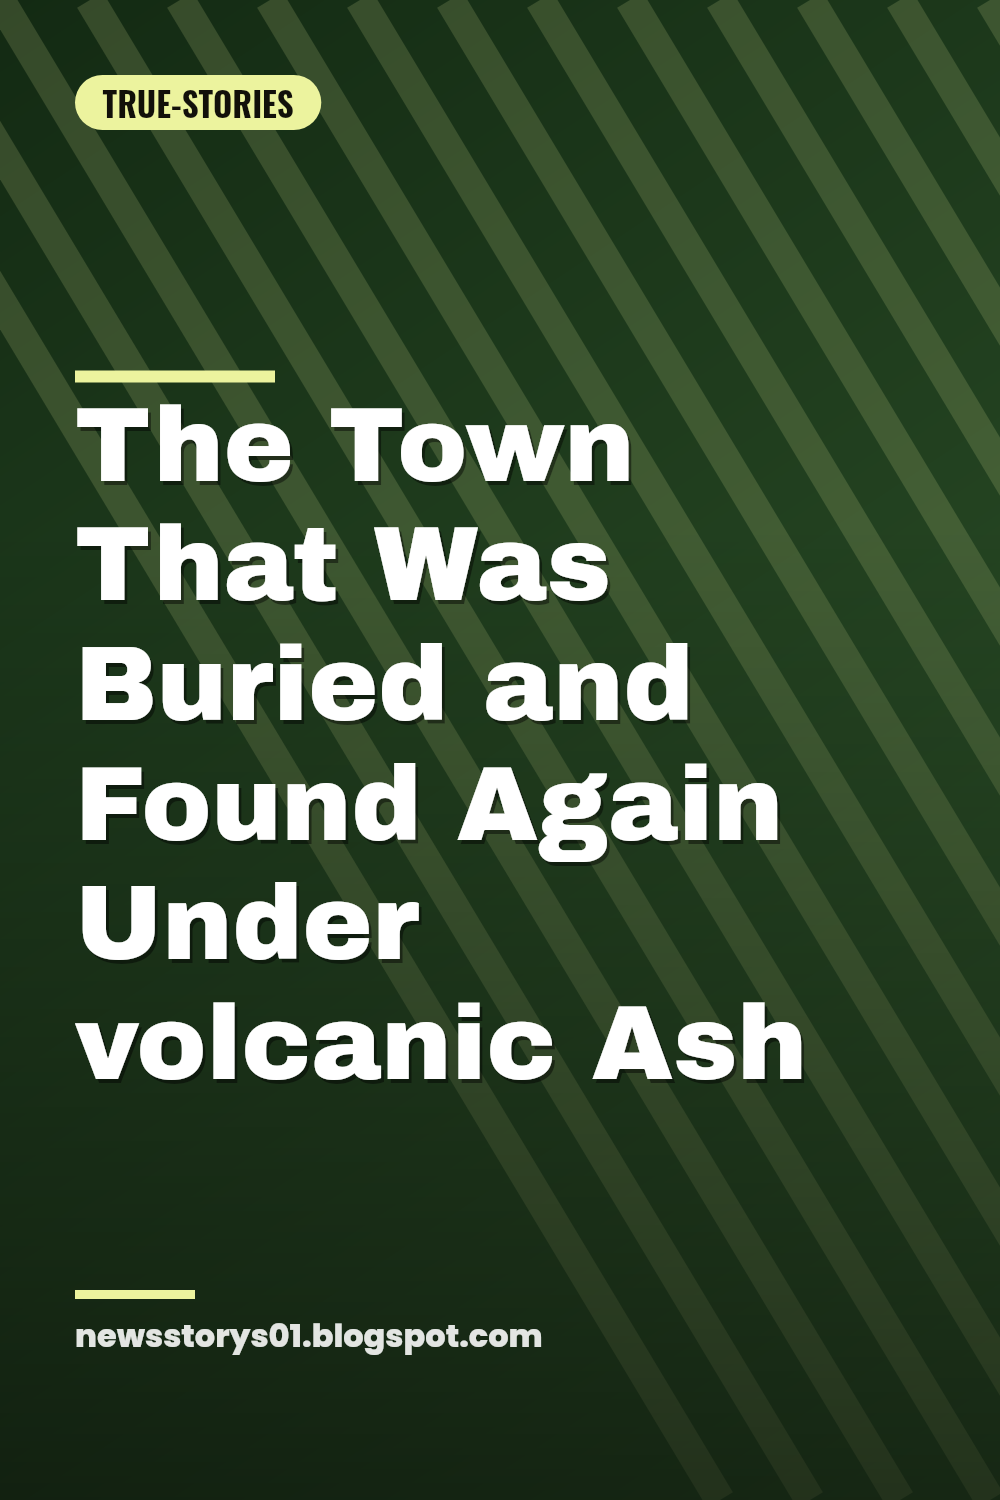 TRUE-STORIES
The Town
That Was
Buried and
Found Again
Under
volcanic Ash
newsstorys01.blogspot.com